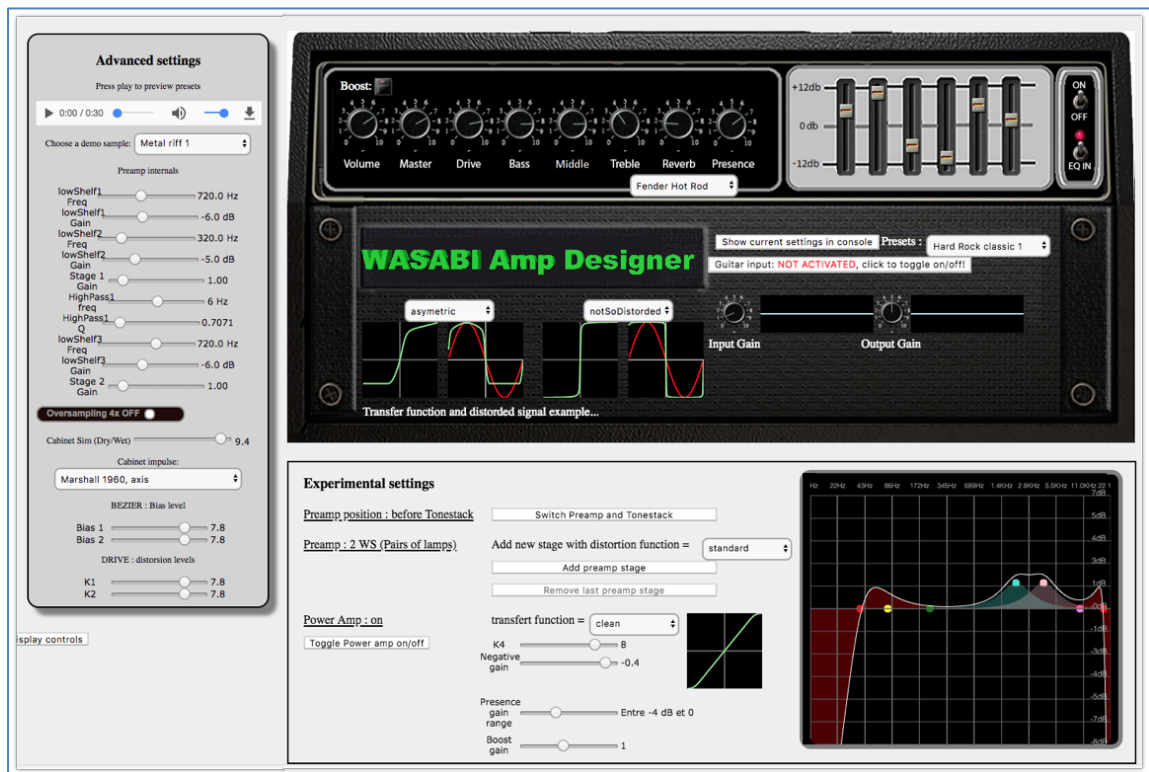 Advanced settings
Press play to preview presets
0:00 / 0:30
Choose a demo sample: Metal riff 1
Preamp internals
lowShelf1 Freq 720.0 Hz
lowShelf1 Gain -6.0 dB
lowShelf2 Freq 320.0 Hz
lowShelf2 Gain -5.0 dB
Stage 1 Gain 1.00
HighPass1 freq 6 Hz
HighPass1 Q 0.7071
lowShelf3 Freq 720.0 Hz
lowShelf3 Gain -6.0 dB
Stage 2 Gain 1.00
Oversampling 4x OFF
Cabinet Sim (Dry/Wet) 9.4
Cabinet impulse:
Marshall 1960, axis
BEZIER : Bias level
Bias 1 7.8
Bias 2 7.8
DRIVE : distorsion levels
K1 7.8
K2 7.8
isplay controls
Boost:
Volume Master Drive Bass Middle Treble Reverb Presence
Fender Hot Rod
+12db
0 db
-12db
ON
OFF
EQ IN
WASABI Amp Designer
Show current settings in console Presets : Hard Rock classic 1
Guitar input: NOT ACTIVATED, click to toggle on/off!
asymetric notSoDistorded
Input Gain Output Gain
Transfer function and distorded signal example...
Experimental settings
Preamp position : before Tonestack Switch Preamp and Tonestack
Preamp : 2 WS (Pairs of lamps) Add new stage with distortion function = standard
Add preamp stage
Remove last preamp stage
Power Amp : on transfert function = clean
Toggle Power amp on/off K4 8
Negative gain -0.4
Presence gain range Entre -4 dB et 0
Boost gain 1
Hz 22Hz 43Hz 86Hz 172Hz 345Hz 689Hz 1.4KHz 2.8KHz 5.5KHz 11.0KHz 22.1
7dB
5dB
4dB
3dB
1dB
0dB
-1dB
-3dB
-4dB
-5dB
-7dB
-8dB